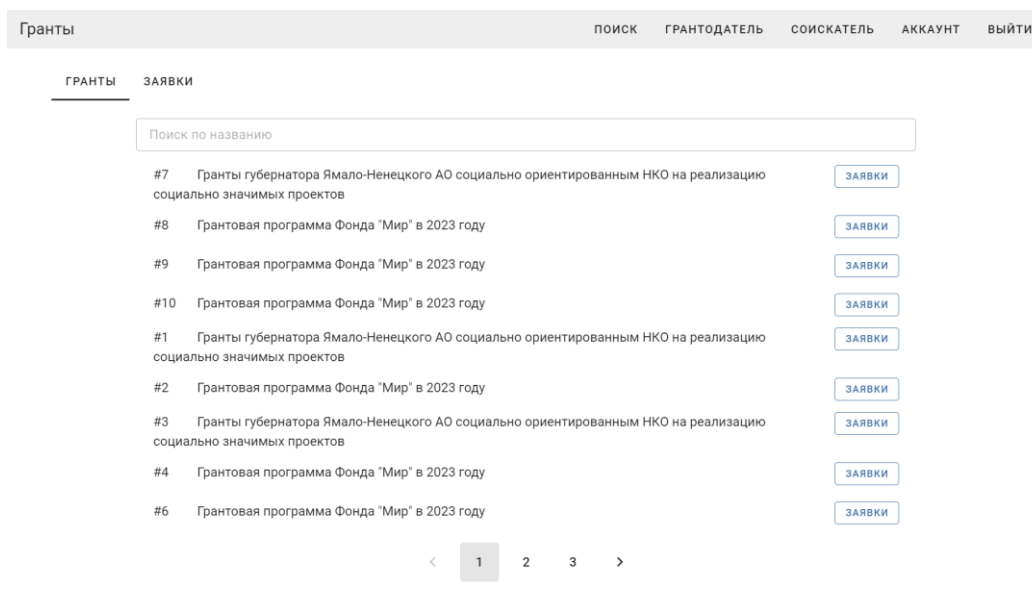 Гранты ПОИСК ГРАНТОДАТЕЛЬ СОИСКАТЕЛЬ АККАУНТ ВЫЙТИ
ГРАНТЫ ЗАЯВКИ
Поиск по названию
#7 Гранты губернатора Ямало-Ненецкого АО социально ориентированным НКО на реализацию ЗАЯВКИ
социально значимых проектов
#8 Грантовая программа Фонда "Мир" в 2023 году ЗАЯВКИ
#9 Грантовая программа Фонда "Мир" в 2023 году ЗАЯВКИ
#10 Грантовая программа Фонда "Мир" в 2023 году ЗАЯВКИ
#1 Гранты губернатора Ямало-Ненецкого АО социально ориентированным НКО на реализацию ЗАЯВКИ
социально значимых проектов
#2 Грантовая программа Фонда "Мир" в 2023 году ЗАЯВКИ
#3 Гранты губернатора Ямало-Ненецкого АО социально ориентированным НКО на реализацию ЗАЯВКИ
социально значимых проектов
#4 Грантовая программа Фонда "Мир" в 2023 году ЗАЯВКИ
#6 Грантовая программа Фонда "Мир" в 2023 году ЗАЯВКИ
< 1 2 3 >